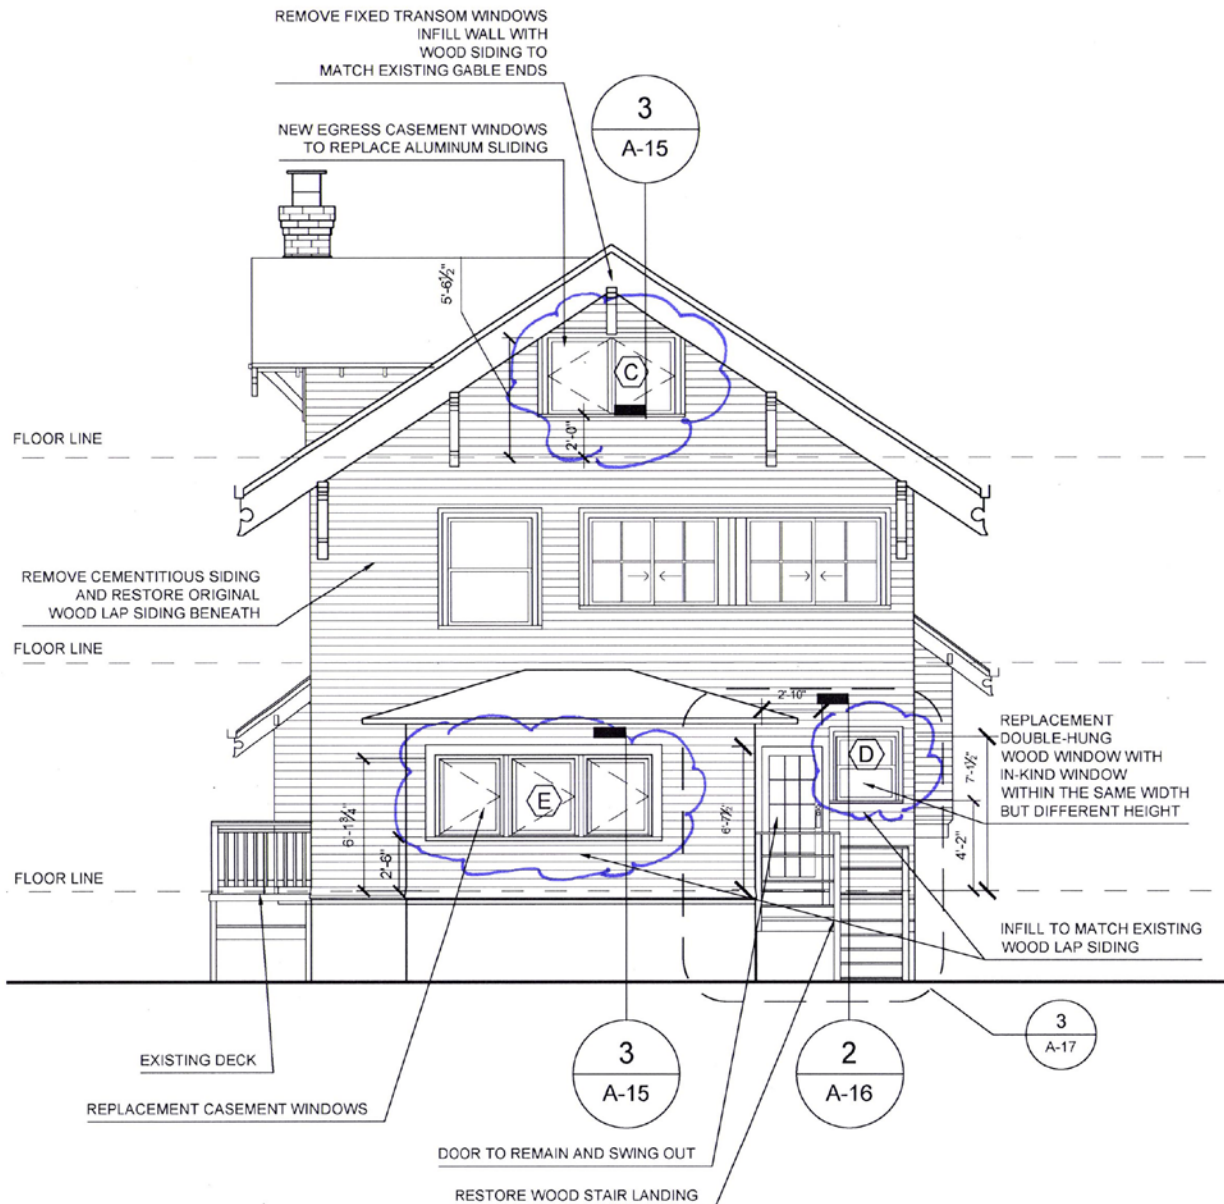 REMOVE FIXED TRANSOM WINDOWS
INFILL WALL WITH
WOOD SIDING TO
MATCH EXISTING GABLE ENDS
3
A-15
NEW EGRESS CASEMENT WINDOWS
TO REPLACE ALUMINUM SLIDING
5'-6½"
C
2'-0"
FLOOR LINE
REMOVE CEMENTITIOUS SIDING
AND RESTORE ORIGINAL
WOOD LAP SIDING BENEATH
FLOOR LINE
2'-10"
REPLACEMENT
DOUBLE-HUNG
WOOD WINDOW WITH
IN-KIND WINDOW
WITHIN THE SAME WIDTH
BUT DIFFERENT HEIGHT
D
7'-1½"
E
6'-1¾"
6'-7½"
2'-6"
4'-2"
FLOOR LINE
INFILL TO MATCH EXISTING
WOOD LAP SIDING
3
A-17
EXISTING DECK
3
A-15
2
A-16
REPLACEMENT CASEMENT WINDOWS
DOOR TO REMAIN AND SWING OUT
RESTORE WOOD STAIR LANDING